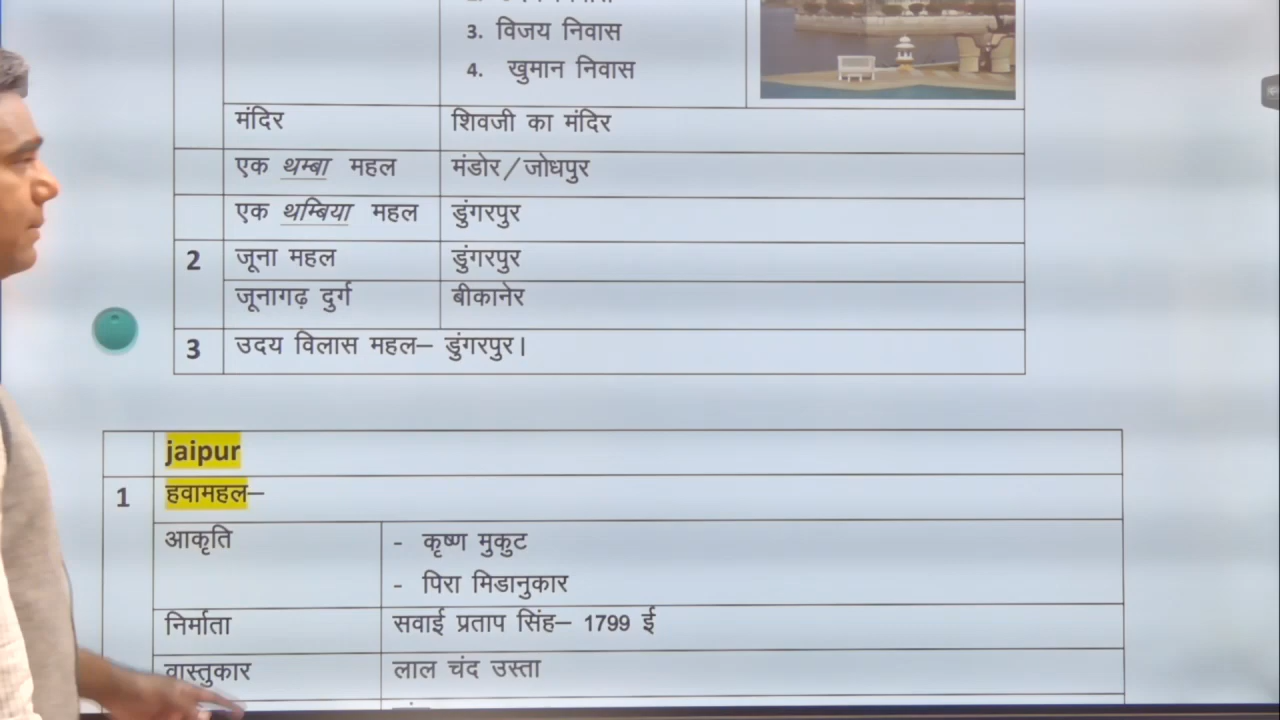 3. विजय निवास
4. खुमान निवास
मंदिर शिवजी का मंदिर
एक थम्बा महल मंडोर/जोधपुर
एक थम्बिया महल डुंगरपुर
2 जूना महल डुंगरपुर
जूनागढ़ दुर्ग बीकानेर
3 उदय विलास महल– डुंगरपुर।
jaipur
1 हवामहल–
आकृति - कृष्ण मुकुट
- पिरा मिडानुकार
निर्माता सवाई प्रताप सिंह– 1799 ई
वास्तुकार लाल चंद उस्ता